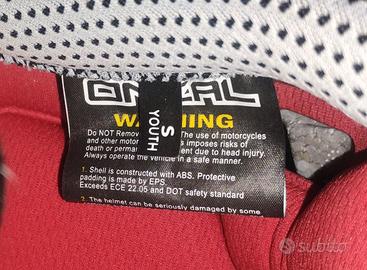 ONEAL
WARNING
S
YOUTH
Do NOT Remov The use of motorcycles
and other motor imposes risks of
death or perma ent due to head injury.
Always operate the vehicle in a safe manner.
1. Shell is constructed with ABS. Protective
padding is made by EPS.
Exceeds ECE 22.05 and DOT safety standard
2. The helmet can be seriously damaged by some
subito